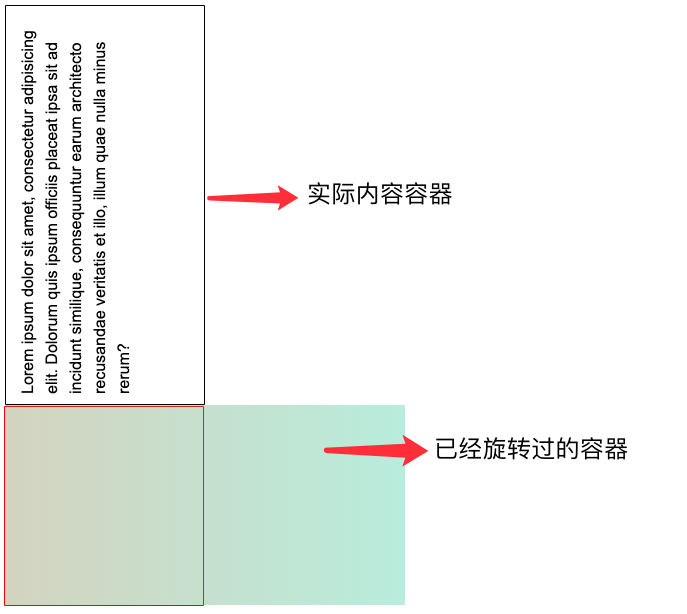 Lorem ipsum dolor sit amet, consectetur adipisicing
elit. Dolorum quis ipsum officiis placeat ipsa sit ad
incidunt similique, consequuntur earum architecto
recusandae veritatis et illo, illum quae nulla minus
rerum?
实际内容容器
已经旋转过的容器